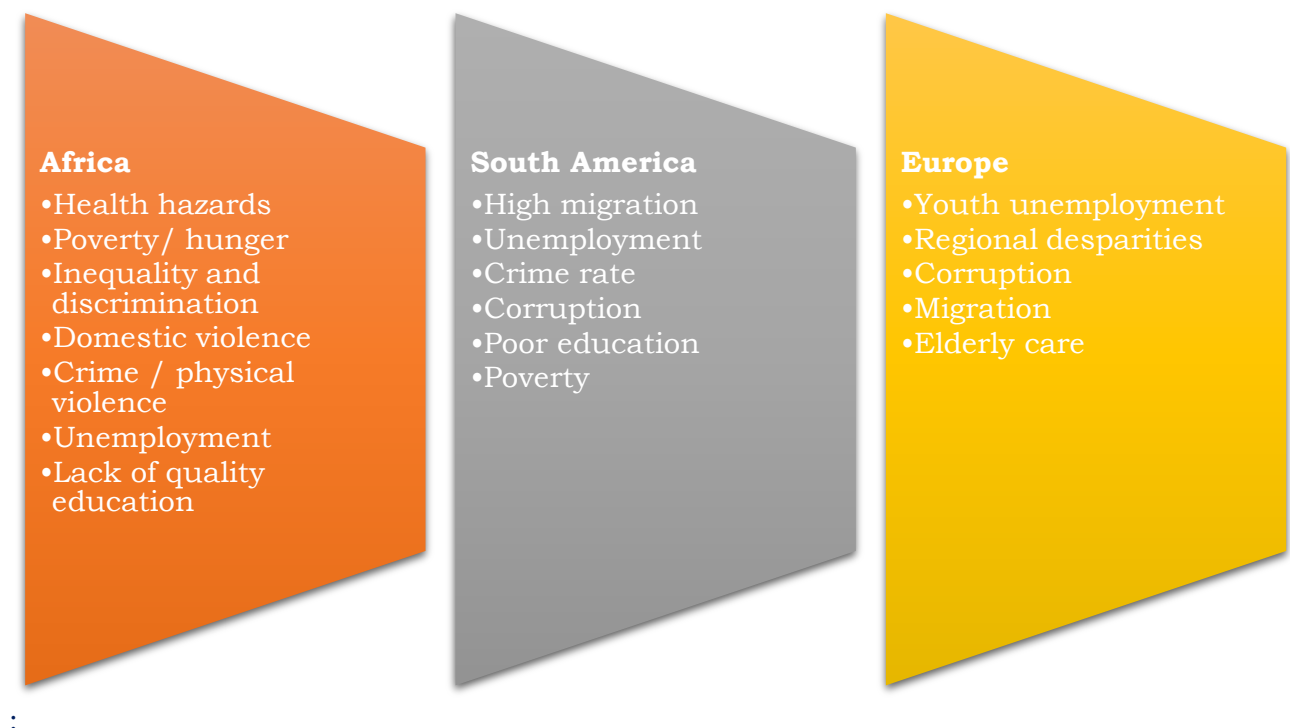 Africa
•Health hazards
•Poverty/ hunger
•Inequality and
discrimination
•Domestic violence
•Crime / physical
violence
•Unemployment
•Lack of quality
education
South America
•High migration
•Unemployment
•Crime rate
•Corruption
•Poor education
•Poverty
Europe
•Youth unemployment
•Regional desparities
•Corruption
•Migration
•Elderly care
: